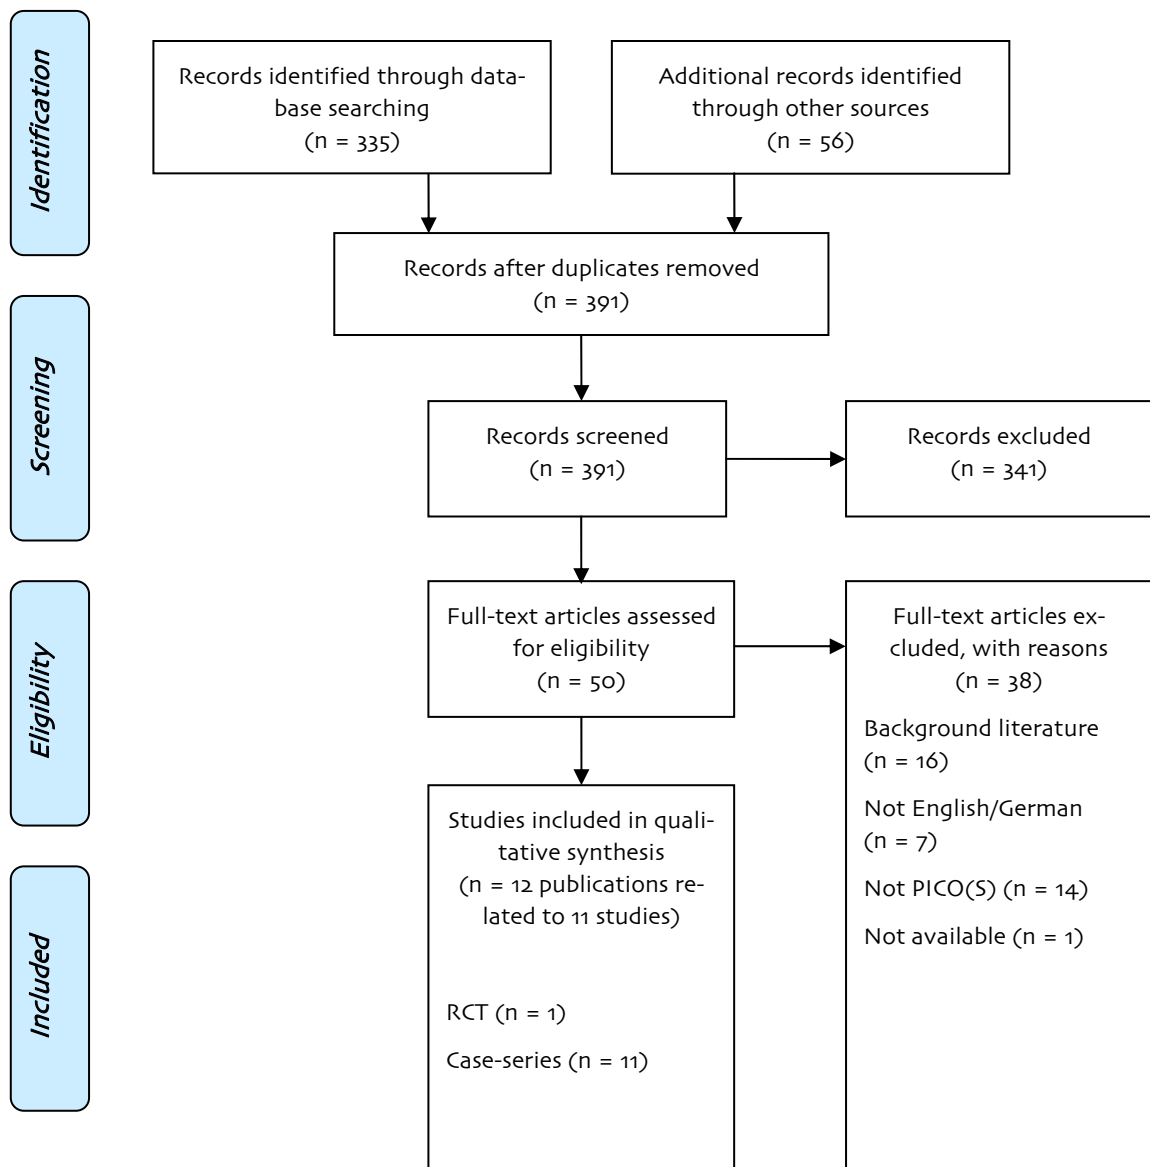 Identification
Records identified through data-
base searching
(n = 335)
Additional records identified
through other sources
(n = 56)
Records after duplicates removed
(n = 391)
Screening
Records screened
(n = 391)
Records excluded
(n = 341)
Eligibility
Full-text articles assessed
for eligibility
(n = 50)
Full-text articles ex-
cluded, with reasons
(n = 38)
Background literature
(n = 16)
Not English/German
(n = 7)
Not PICO(S) (n = 14)
Not available (n = 1)
Included
Studies included in quali-
tative synthesis
(n = 12 publications re-
lated to 11 studies)
RCT (n = 1)
Case-series (n = 11)